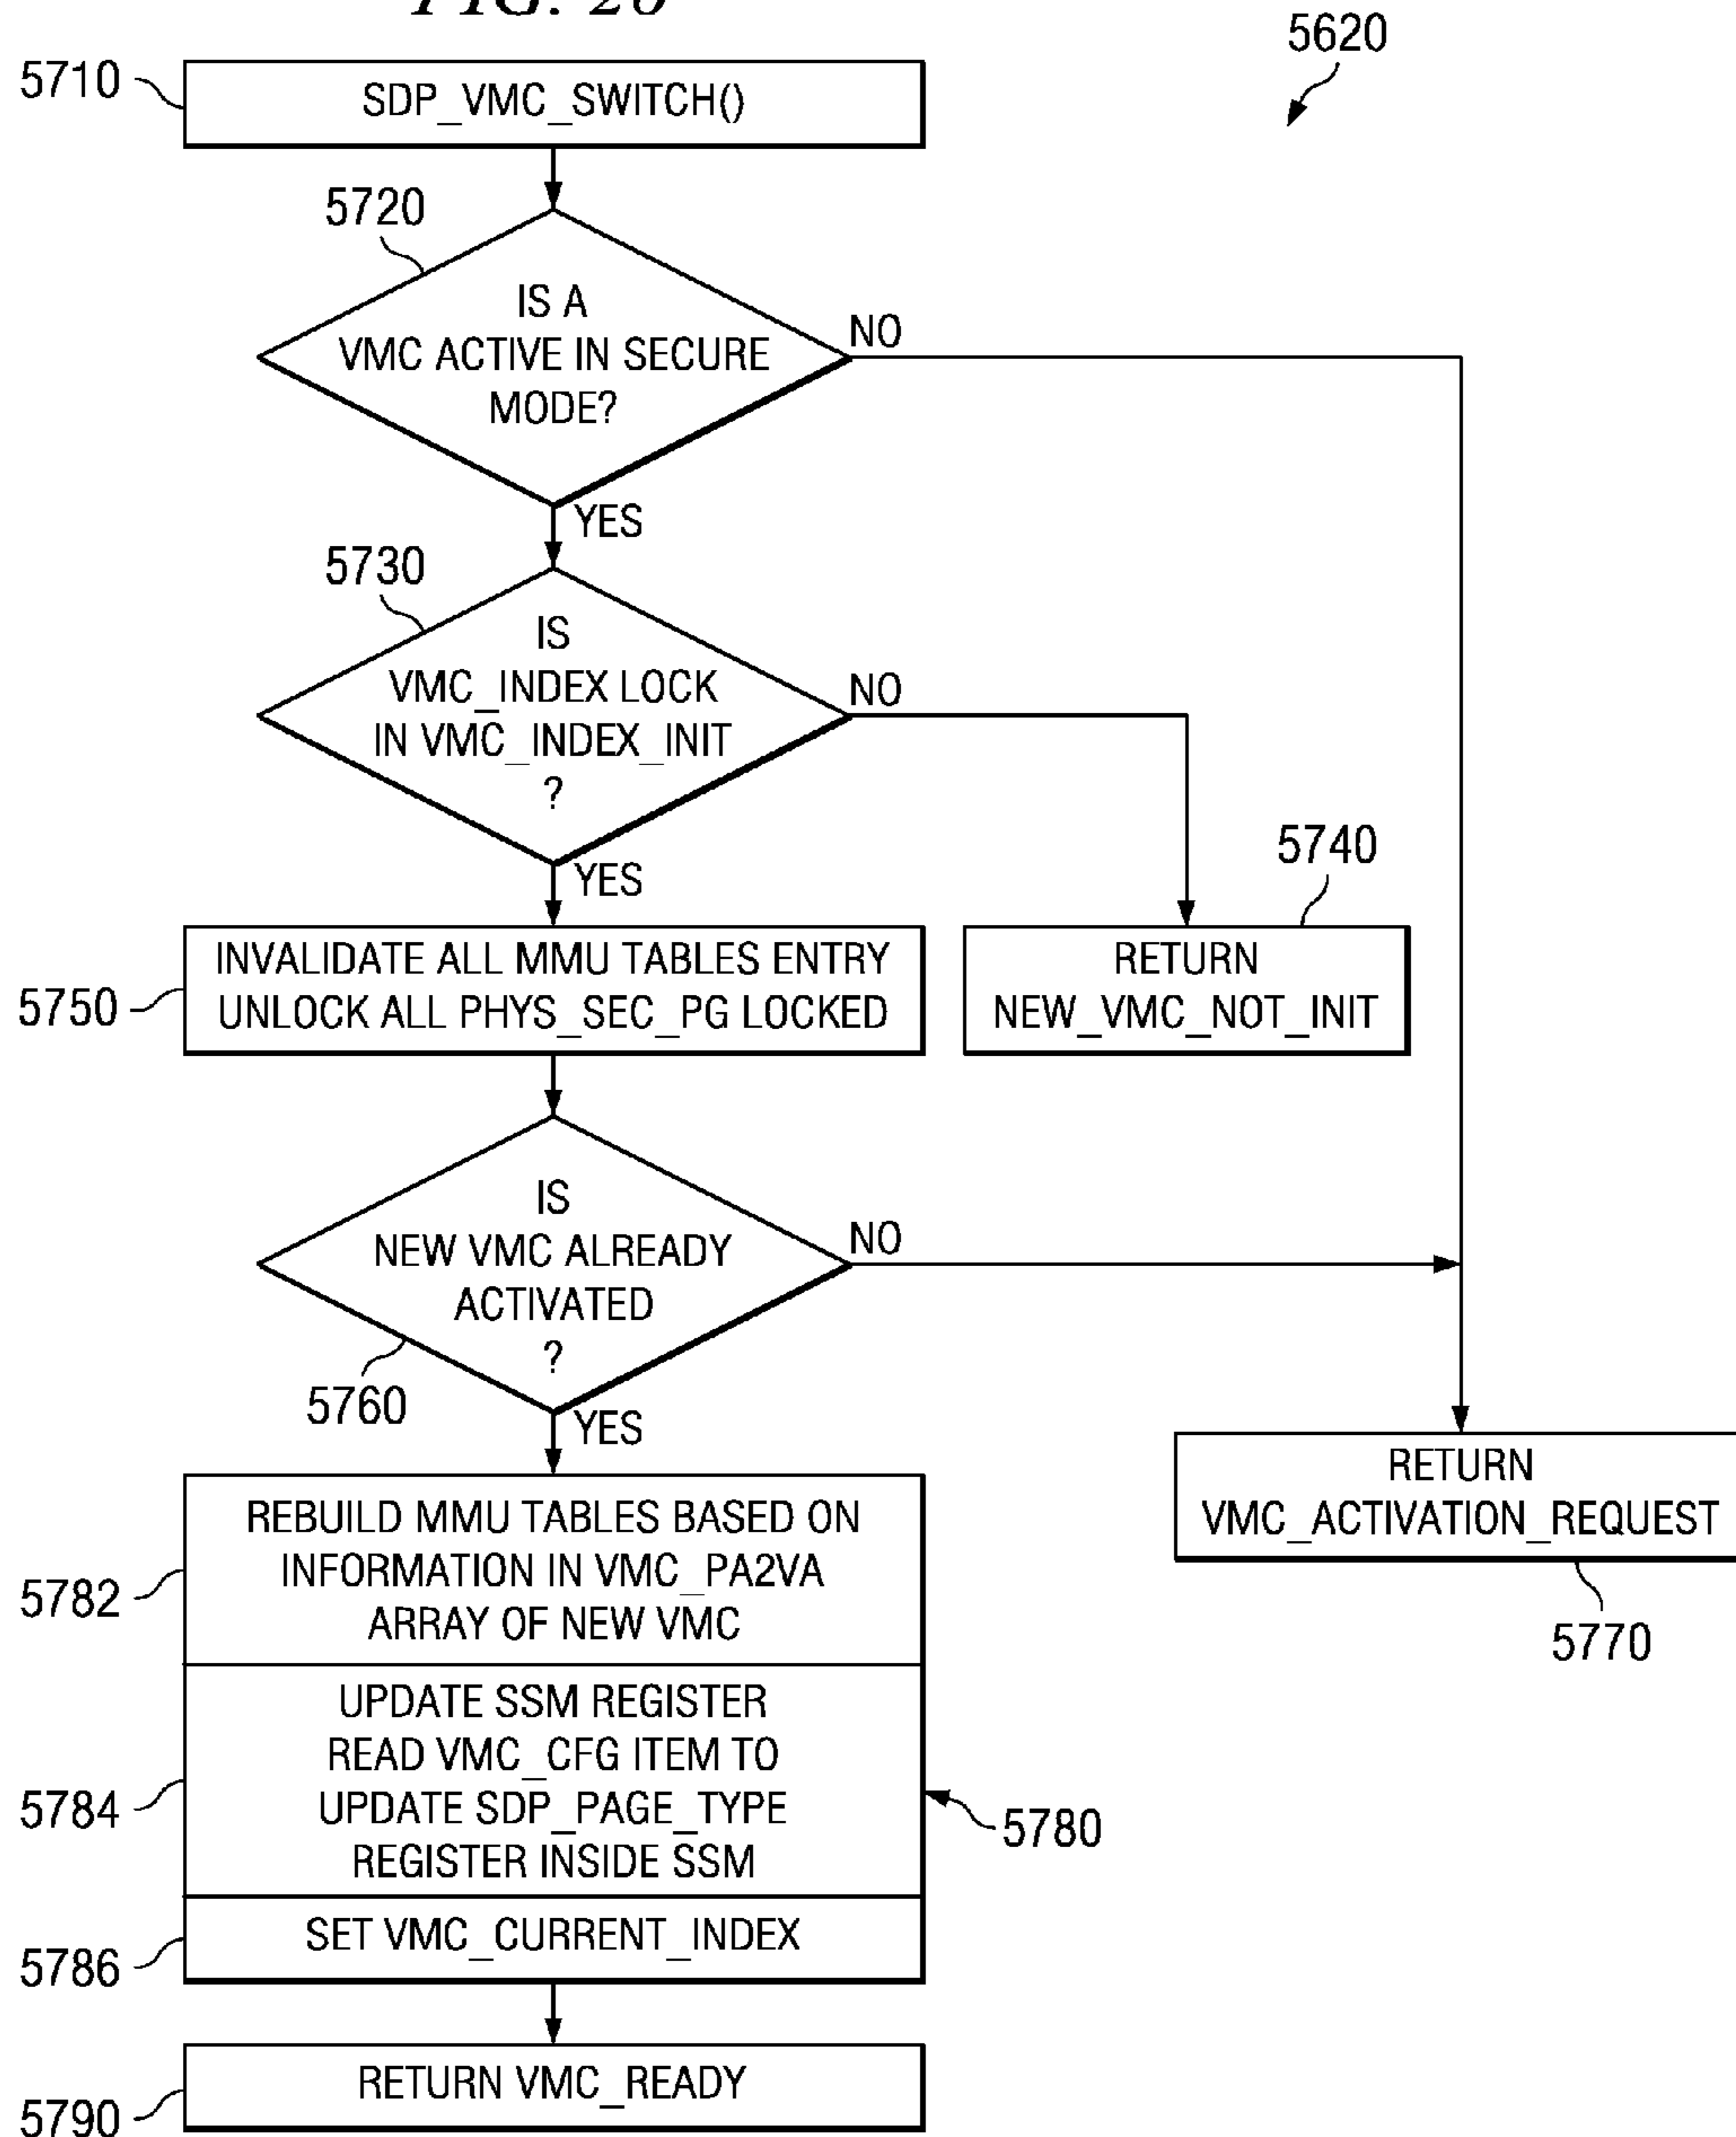 FIG. 20
5620
5710
SDP_VMC_SWITCH()
5720
IS A
VMC ACTIVE IN SECURE
MODE?
NO
YES
5730
IS
VMC_INDEX LOCK
IN VMC_INDEX_INIT
?
NO
YES
5740
RETURN
NEW_VMC_NOT_INIT
5750
INVALIDATE ALL MMU TABLES ENTRY
UNLOCK ALL PHYS_SEC_PG LOCKED
IS
NEW VMC ALREADY
ACTIVATED
?
NO
5760
YES
RETURN
VMC_ACTIVATION_REQUEST
5770
5782
REBUILD MMU TABLES BASED ON
INFORMATION IN VMC_PA2VA
ARRAY OF NEW VMC
5784
UPDATE SSM REGISTER
READ VMC_CFG ITEM TO
UPDATE SDP_PAGE_TYPE
REGISTER INSIDE SSM
5780
5786
SET VMC_CURRENT_INDEX
5790
RETURN VMC_READY